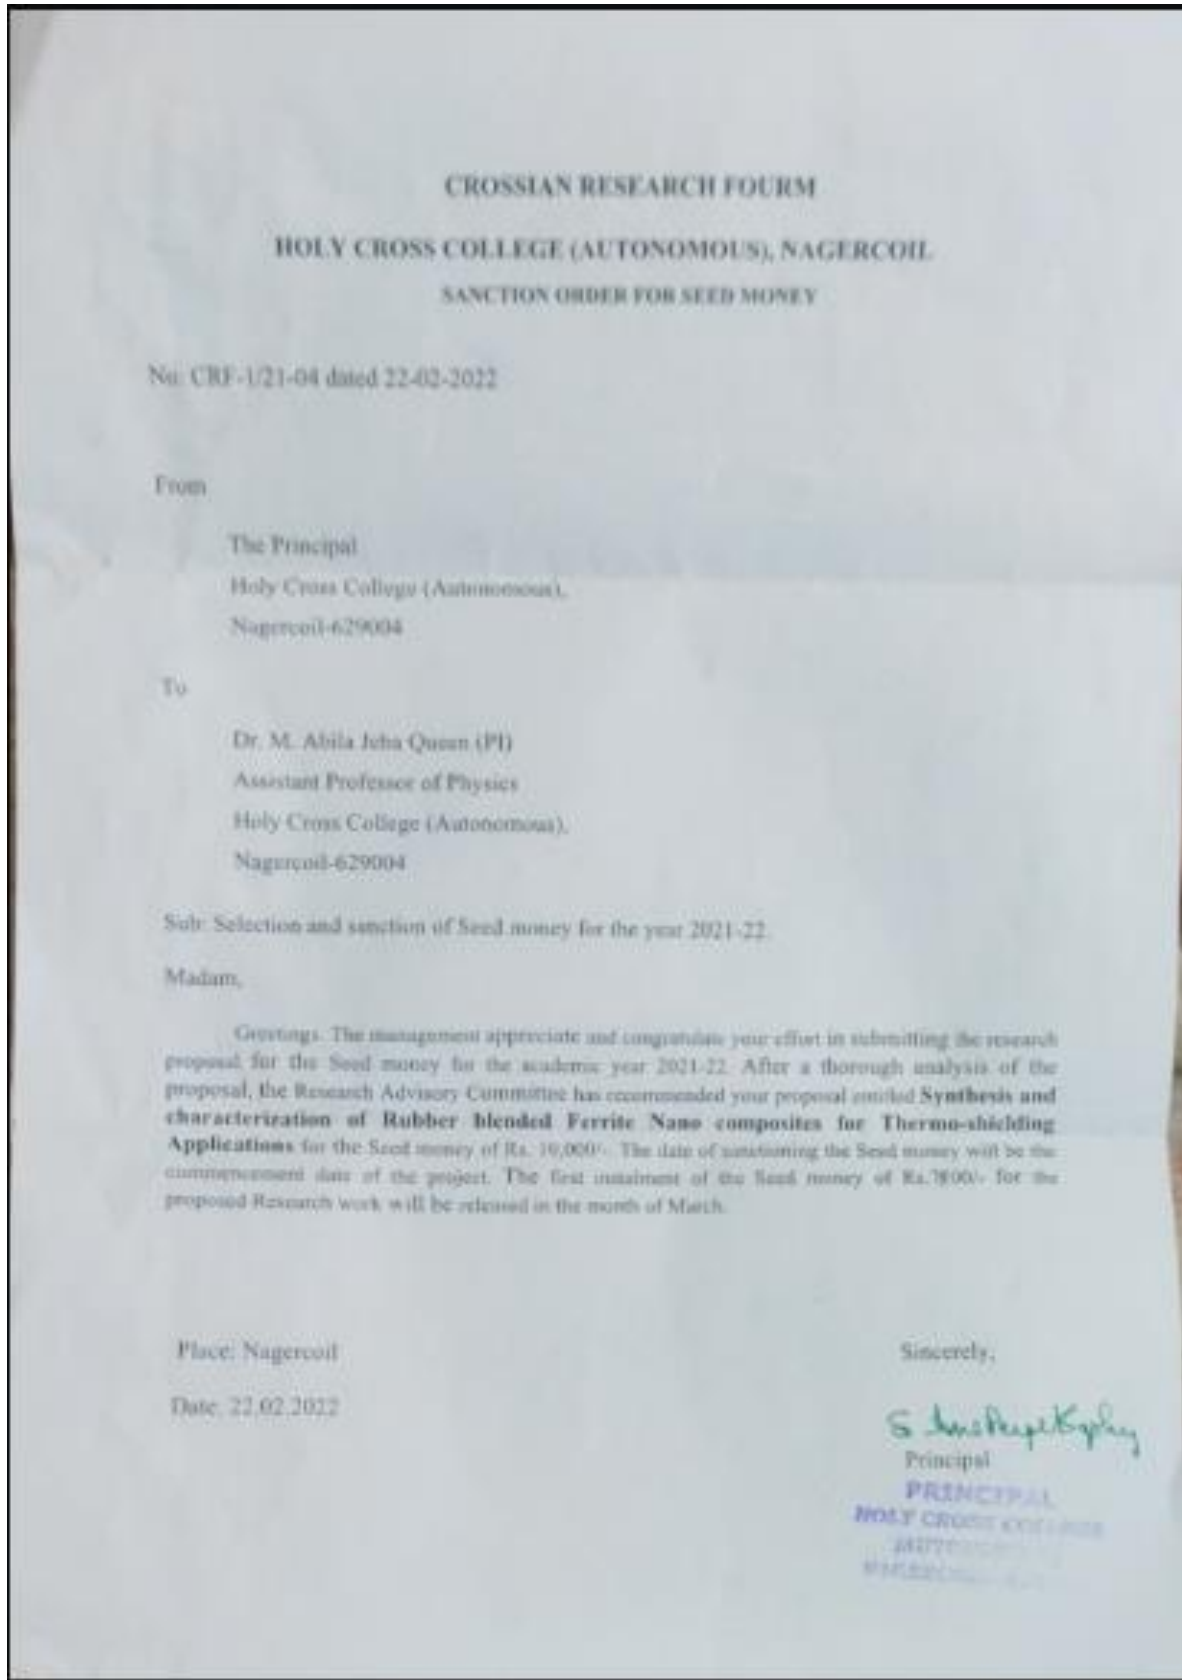 CROSSIAN RESEARCH FOURM
HOLY CROSS COLLEGE (AUTONOMOUS), NAGERCOIL
SANCTION ORDER FOR SEED MONEY
No: CRF-1/21-04 dated 22-02-2022
From
The Principal
Holy Cross College (Autonomous),
Nagercoil-629004
To
Dr. M. Abila Jeba Queen (PI)
Assistant Professor of Physics
Holy Cross College (Autonomous),
Nagercoil-629004
Sub: Selection and sanction of Seed money for the year 2021-22.
Madam,
Greetings. The management appreciate and congratulate your effort in submitting the research
proposal for the Seed money for the academic year 2021-22. After a thorough analysis of the
proposal, the Research Advisory Committee has recommended your proposal entitled Synthesis and
characterization of Rubber blended Ferrite Nano composites for Thermo-shielding
Applications for the Seed money of Rs. 10,000/-. The date of sanctioning the Seed money will be the
commencement date of the project. The first instalment of the Seed money of for the
proposed Research work will be released in the month of March.
Place: Nagercoil
Sincerely,
Date: 22.02.2022
Principal
PRINCIPAL
HOLY CROSS COLLEGE